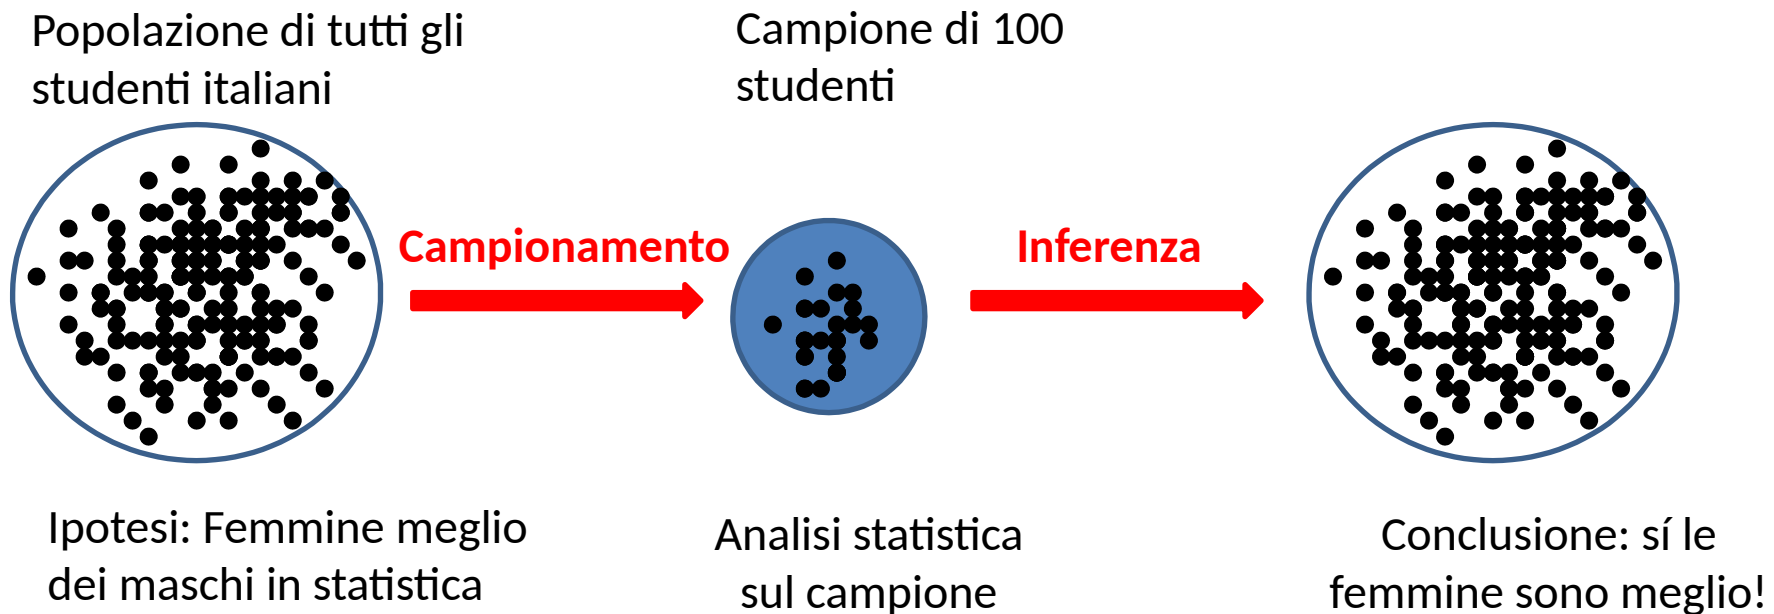 Popolazione di tutti gli
studenti italiani
Campione di 100
studenti
Campionamento
Inferenza
Ipotesi: Femmine meglio
dei maschi in statistica
Analisi statistica
sul campione
Conclusione: sí le
femmine sono meglio!